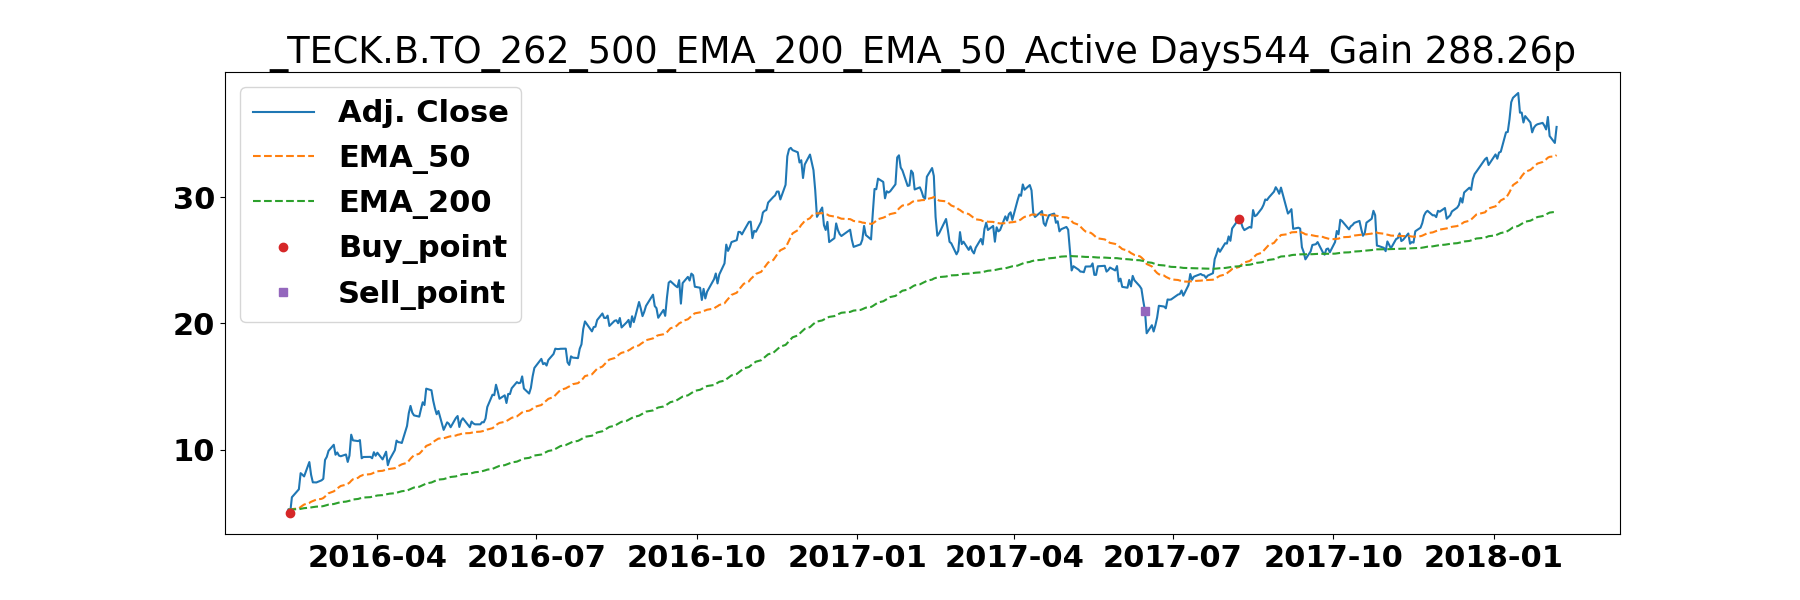 _TECK.B.TO_262_500_EMA_200_EMA_50_Active Days544_Gain 288.26p
Adj. Close
EMA_50
EMA_200
Buy_point
Sell_point
30
20
10
2016-04 2016-07 2016-10 2017-01 2017-04 2017-07 2017-10 2018-01